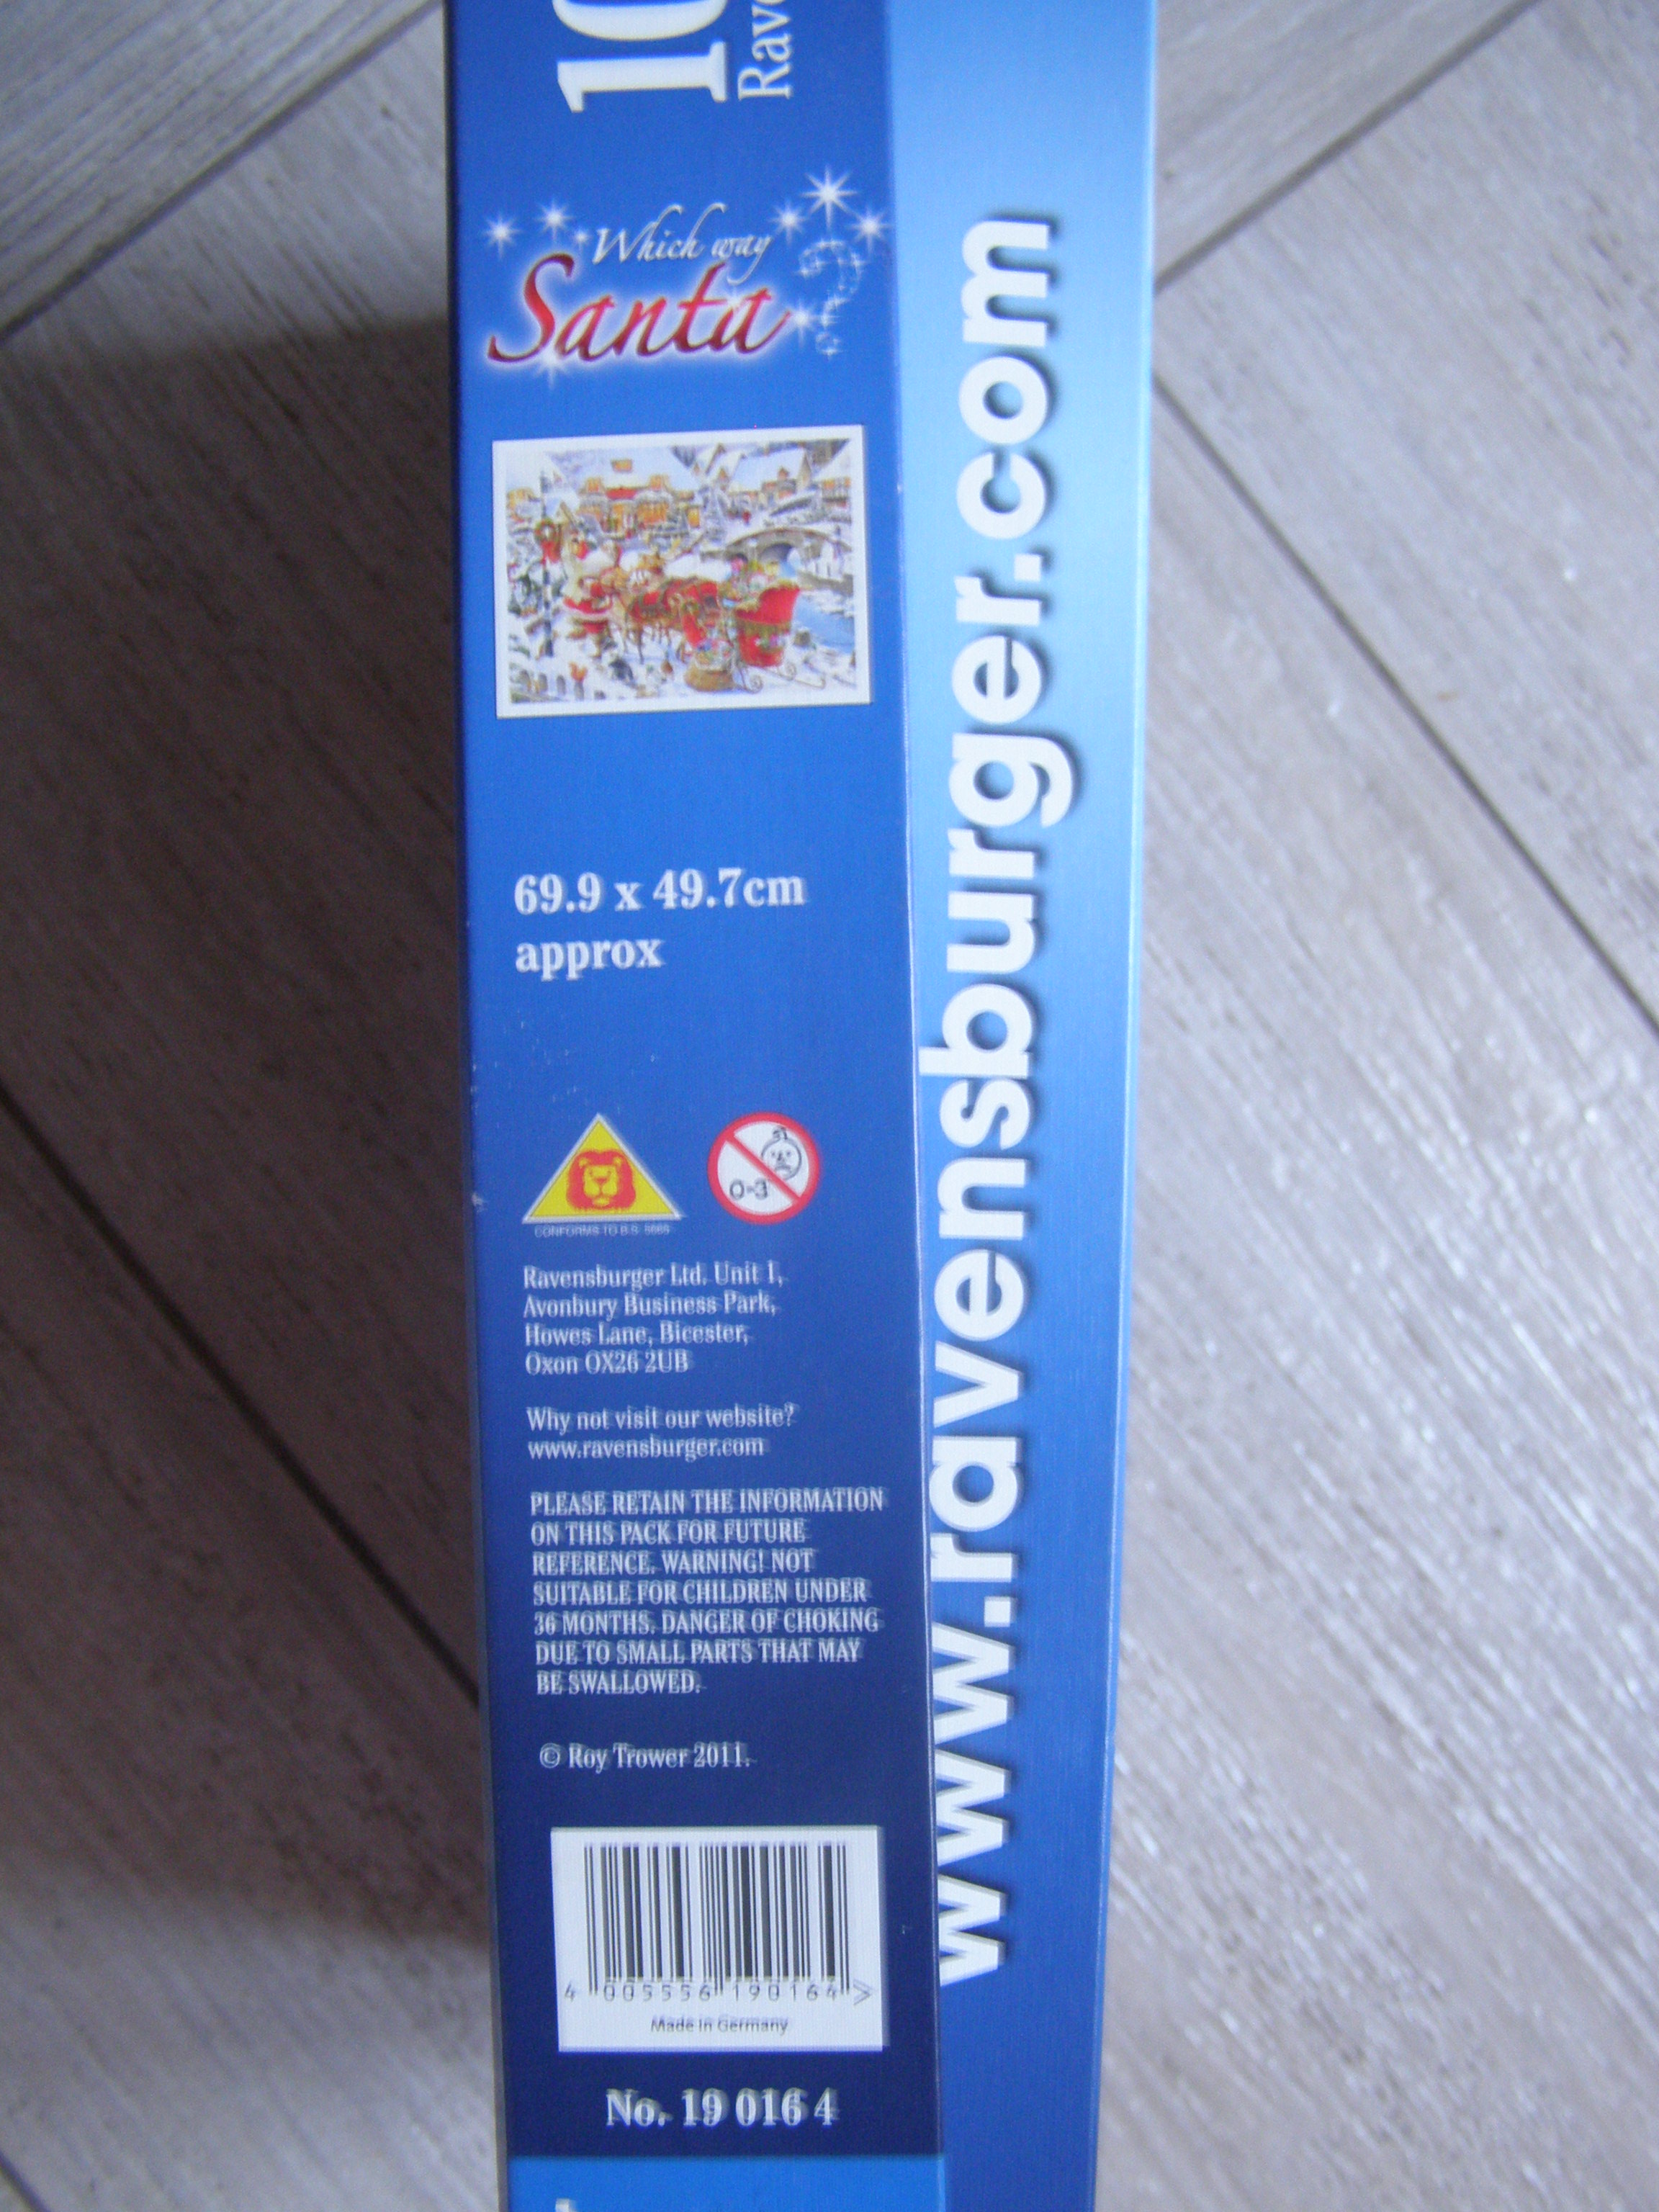 10
Rave
Which way
Santa?
69.9 x 49.7cm
approx
0-3
CONFORMS TO B.S. 5665
Ravensburger Ltd. Unit 1,
Avonbury Business Park,
Howes Lane, Bicester,
Oxon OX26 2UB
Why not visit our website?
www.ravensburger.com
PLEASE RETAIN THE INFORMATION
ON THIS PACK FOR FUTURE
REFERENCE. WARNING! NOT
SUITABLE FOR CHILDREN UNDER
36 MONTHS. DANGER OF CHOKING
DUE TO SMALL PARTS THAT MAY
BE SWALLOWED.
© Roy Trower 2011.
4 005556 190164 >
Made in Germany
No. 19 016 4
www.ravensburger.com